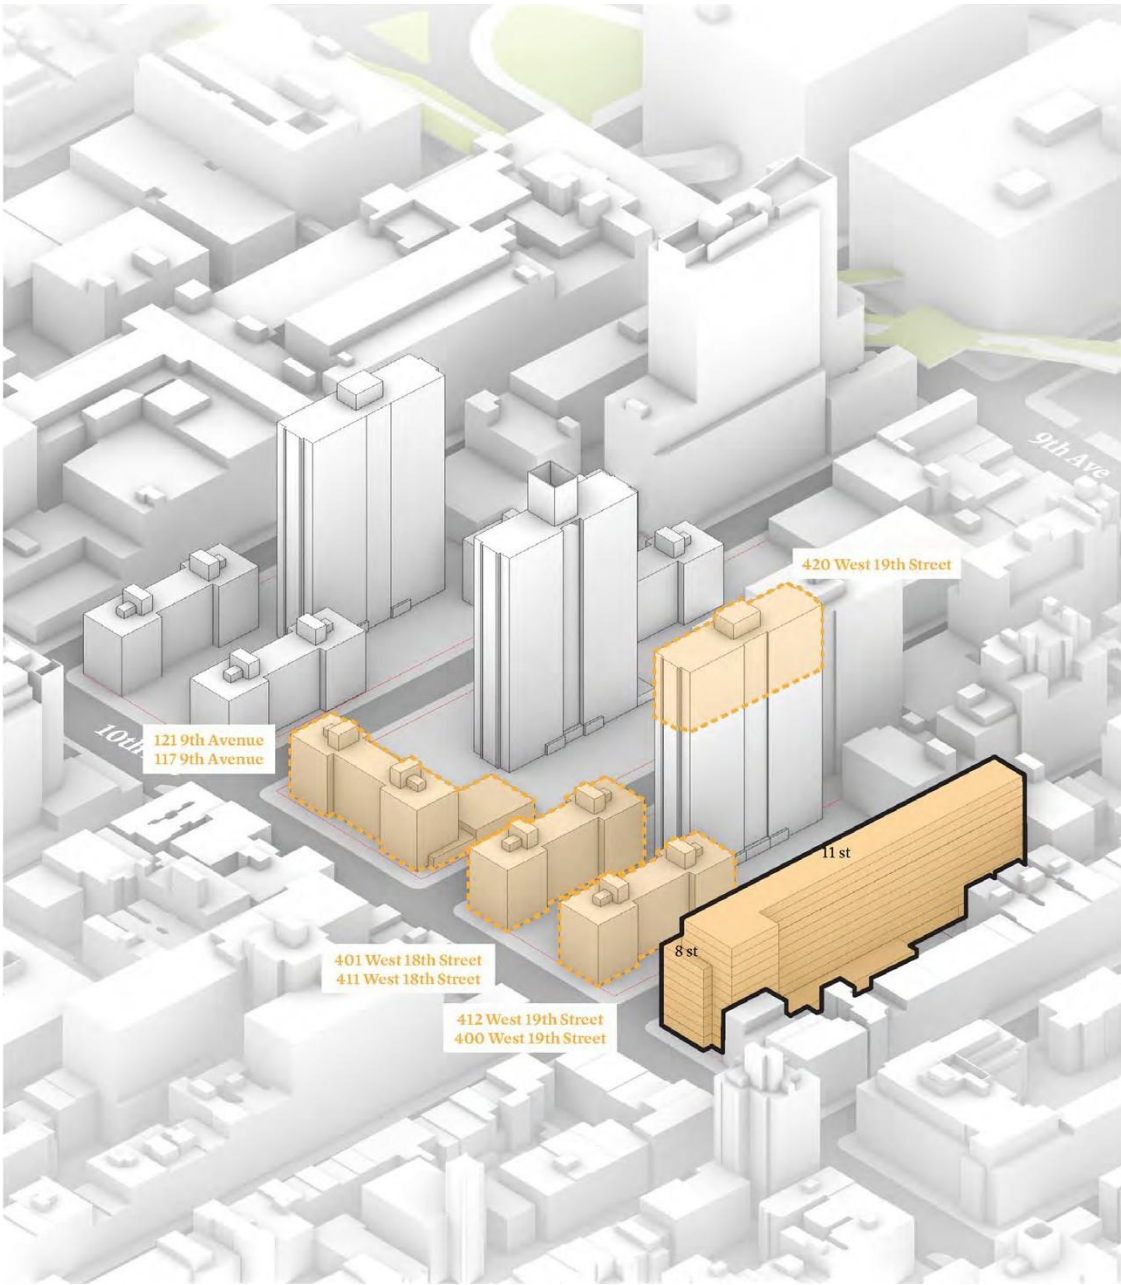 9th Ave
420 West 19th Street
10th
121 9th Avenue
117 9th Avenue
11 st
8 st
401 West 18th Street
411 West 18th Street
412 West 19th Street
400 West 19th Street